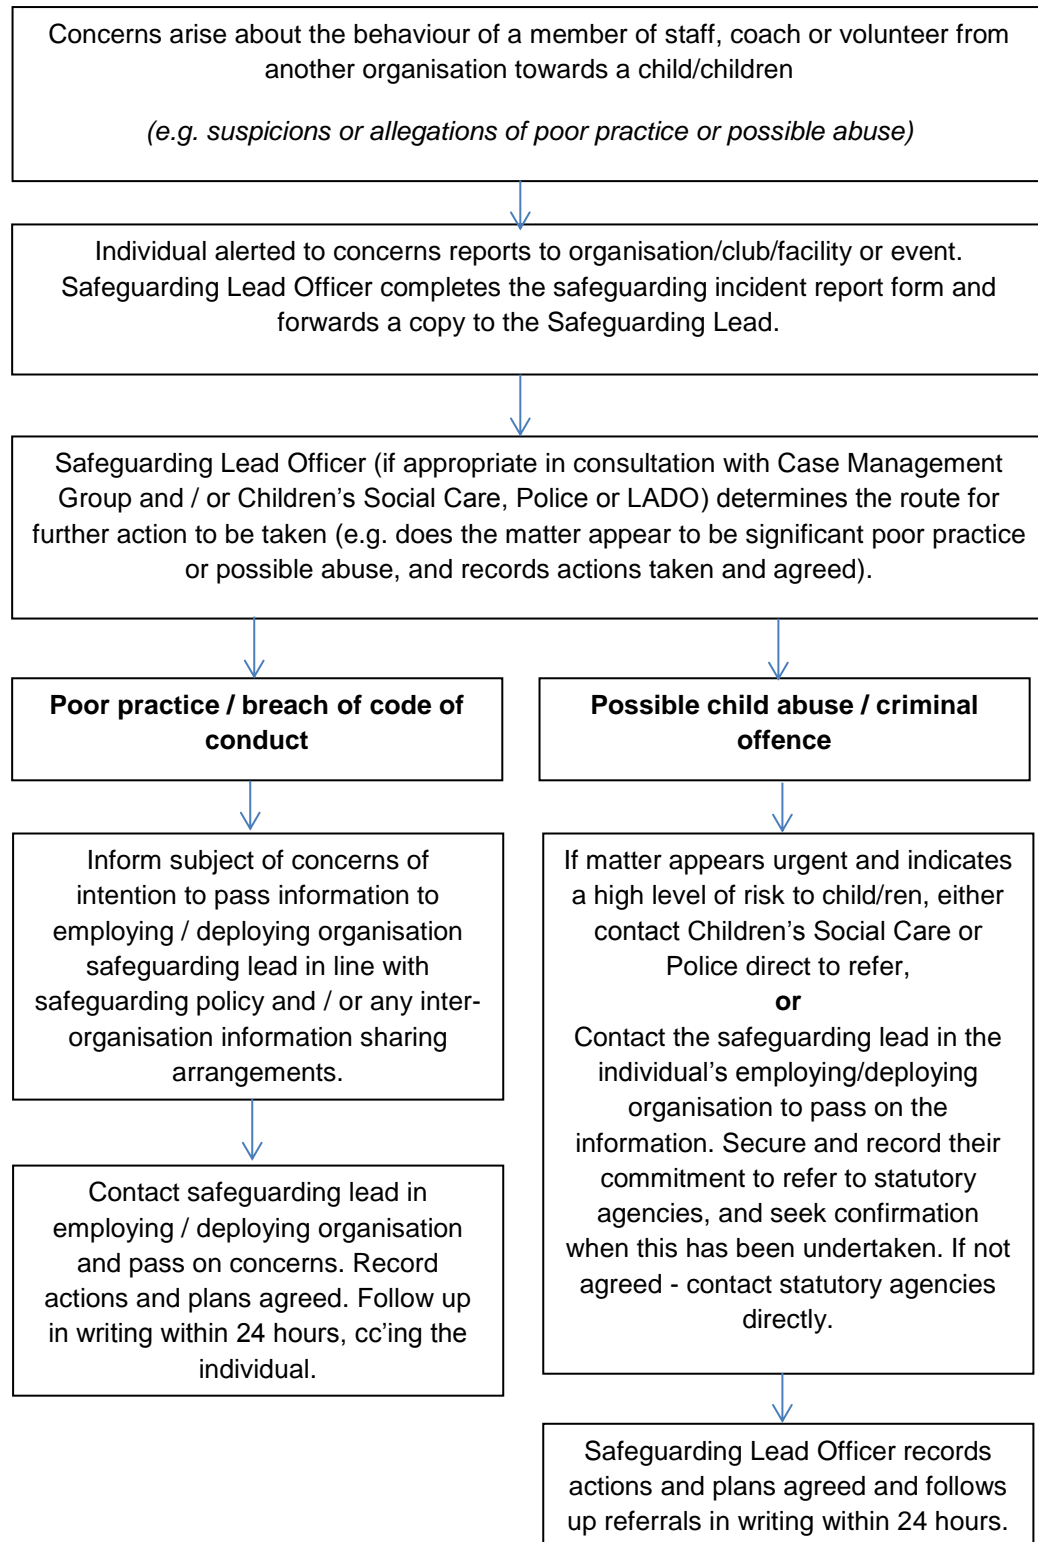 Concerns arise about the behaviour of a member of staff, coach or volunteer from
another organisation towards a child/children
(e.g. suspicions or allegations of poor practice or possible abuse)
Individual alerted to concerns reports to organisation/club/facility or event.
Safeguarding Lead Officer completes the safeguarding incident report form and
forwards a copy to the Safeguarding Lead.
Safeguarding Lead Officer (if appropriate in consultation with Case Management
Group and / or Children’s Social Care, Police or LADO) determines the route for
further action to be taken (e.g. does the matter appear to be significant poor practice
or possible abuse, and records actions taken and agreed).
Poor practice / breach of code of
conduct
Inform subject of concerns of
intention to pass information to
employing / deploying organisation
safeguarding lead in line with
safeguarding policy and / or any inter-
organisation information sharing
arrangements.
Contact safeguarding lead in
employing / deploying organisation
and pass on concerns. Record
actions and plans agreed. Follow up
in writing within 24 hours, cc’ing the
individual.
Possible child abuse / criminal
offence
If matter appears urgent and indicates
a high level of risk to child/ren, either
contact Children’s Social Care or
Police direct to refer,
or
Contact the safeguarding lead in the
individual’s employing/deploying
organisation to pass on the
information. Secure and record their
commitment to refer to statutory
agencies, and seek confirmation
when this has been undertaken. If not
agreed - contact statutory agencies
directly.
Safeguarding Lead Officer records
actions and plans agreed and follows
up referrals in writing within 24 hours.